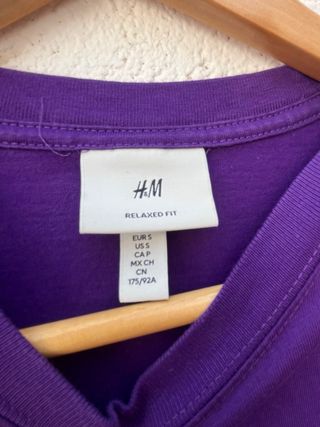 H&M
RELAXED FIT
EUR S
US S
CA P
MX CH
CN
175/92A